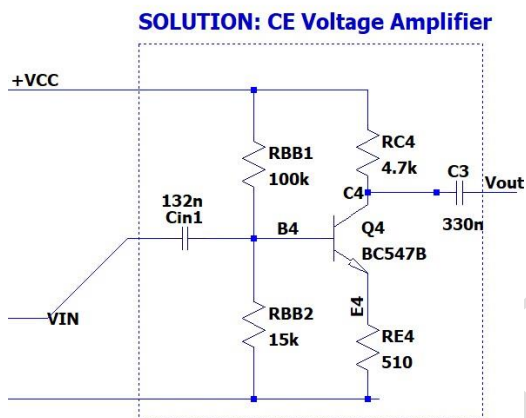 SOLUTION: CE Voltage Amplifier
+VCC
RBB1
100k
RC4
4.7k
C3
Vout
C4
132n
Cin1
B4
Q4
330n
BC547B
VIN
RBB2
15k
E4
RE4
510